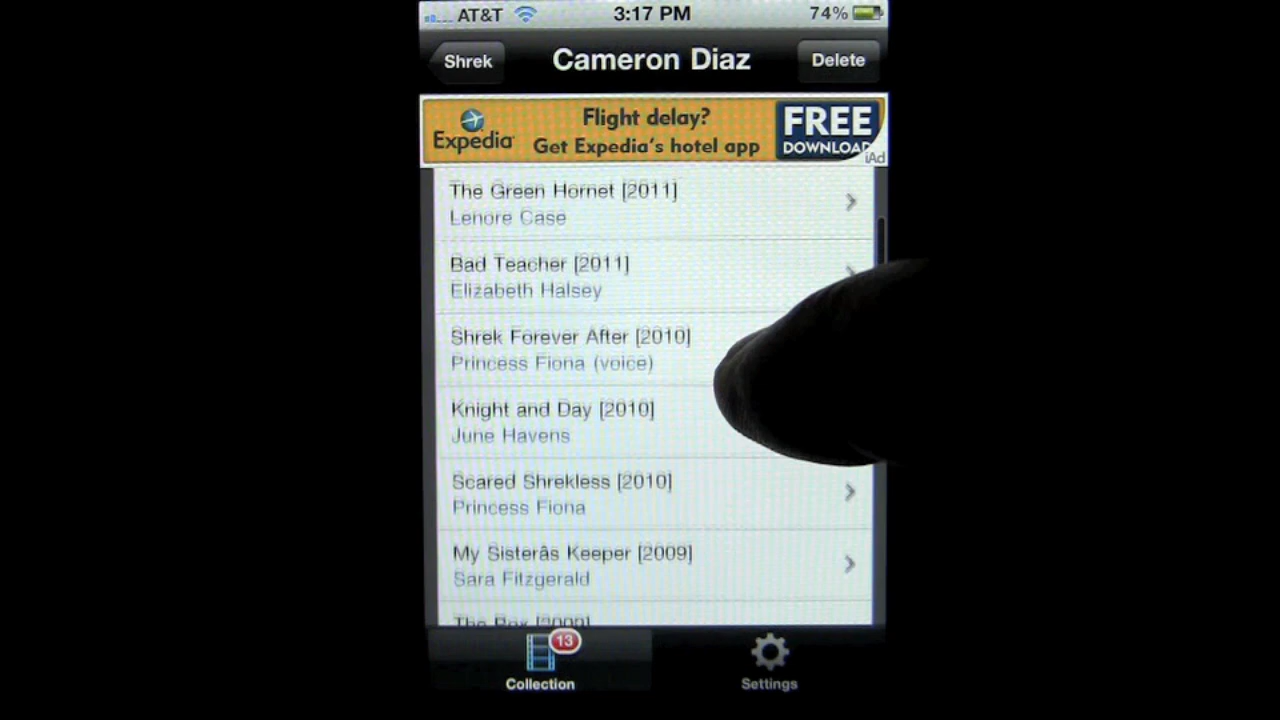 AT&T 3:17 PM 74%
Shrek Cameron Diaz Delete
Expedia Flight delay? FREE
Get Expedia's hotel app DOWNLOAD
iAd
The Green Hornet [2011]
Lenore Case
Bad Teacher [2011]
Elizabeth Halsey
Shrek Forever After [2010]
Princess Fiona (voice)
Knight and Day [2010]
June Havens
Scared Shrekless [2010]
Princess Fiona
My Sisterâs Keeper [2009]
Sara Fitzgerald
The Box [2009]
13
Collection Settings